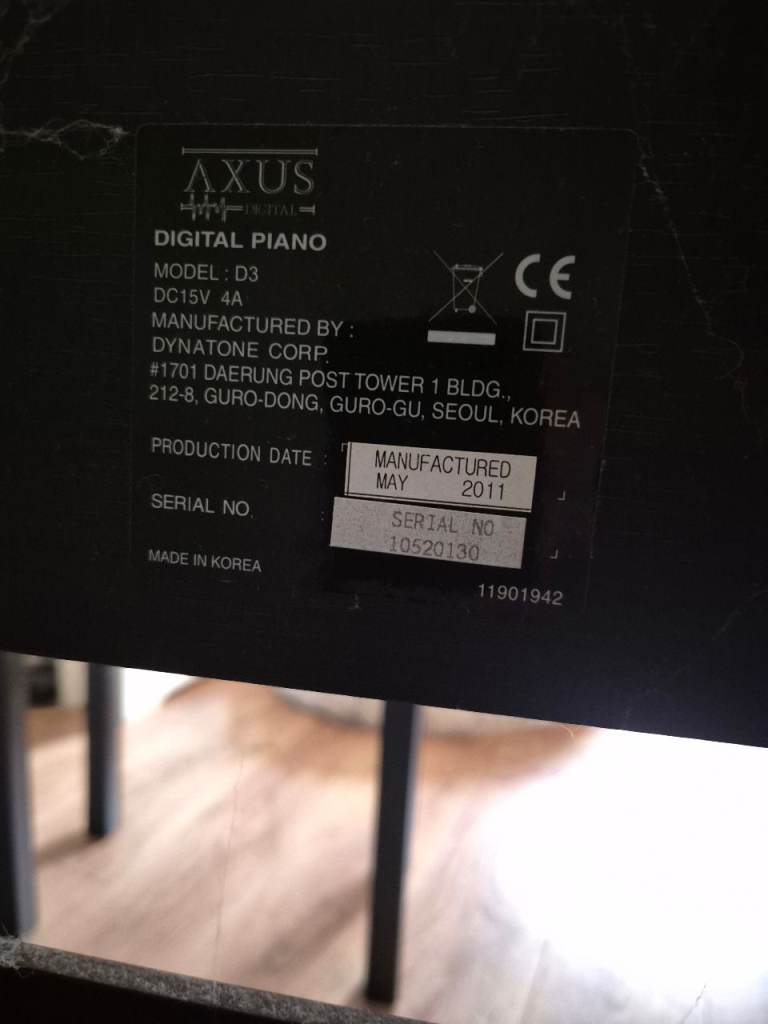 AXUS
DIGITAL
DIGITAL PIANO
MODEL : D3
DC15V 4A
MANUFACTURED BY :
DYNATONE CORP.
#1701 DAERUNG POST TOWER 1 BLDG.,
212-8, GURO-DONG, GURO-GU, SEOUL, KOREA
CE
PRODUCTION DATE :
MANUFACTURED
MAY 2011
SERIAL NO. :
SERIAL NO
10520130
MADE IN KOREA
11901942